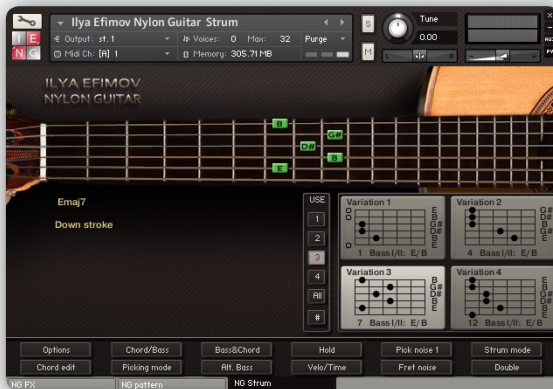 Ilya Efimov Nylon Guitar Strum
Output: st. 1
Voices: 0 Max: 32
Purge
Midi Ch: [A] 1
Memory: 305.71 MB
S
M
Tune
0.00
L
R
I E
N G
ILYA EFIMOV
NYLON GUITAR
B
G#
D#
B
E
Emaj7
Down stroke
USE
1
2
3
4
All
#
Variation 1
E
B
G#
D#
B
E
1 Bass I/II: E/B
Variation 2
G#
D#
B
G#
E
4 Bass I/II: E/B
Variation 3
B
G#
D#
B
E
7 Bass I/II: E/B
Variation 4
E
B
G#
D#
E
12 Bass I/II: E/B
Options
Chord/Bass
Bass&Chord
Hold
Pick noise 1
Strum mode
Chord edit
Picking mode
Alt. Bass
Velo/Time
Fret noise
Double
NG FX
NG pattern
NG Strum